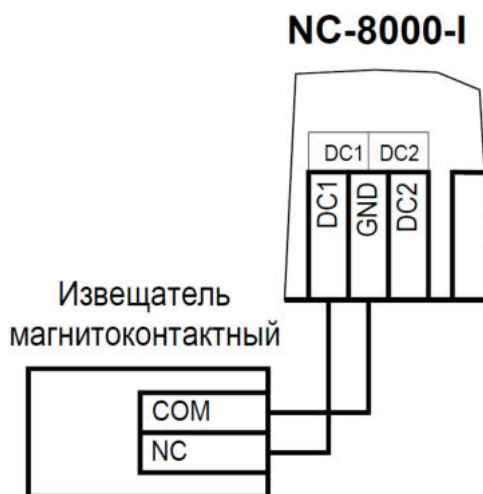 NC-8000-I
DC1 DC2
DC1 GND DC2
Извещатель
магнитоконтактный
COM
NC